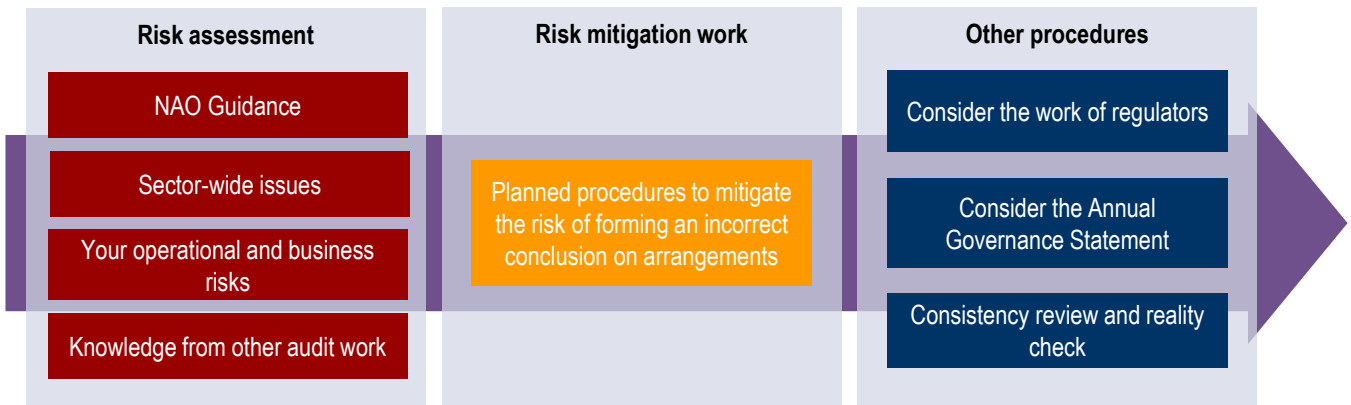 Risk assessment
NAO Guidance
Sector-wide issues
Your operational and business
risks
Knowledge from other audit work
Risk mitigation work
Planned procedures to mitigate
the risk of forming an incorrect
conclusion on arrangements
Other procedures
Consider the work of regulators
Consider the Annual
Governance Statement
Consistency review and reality
check